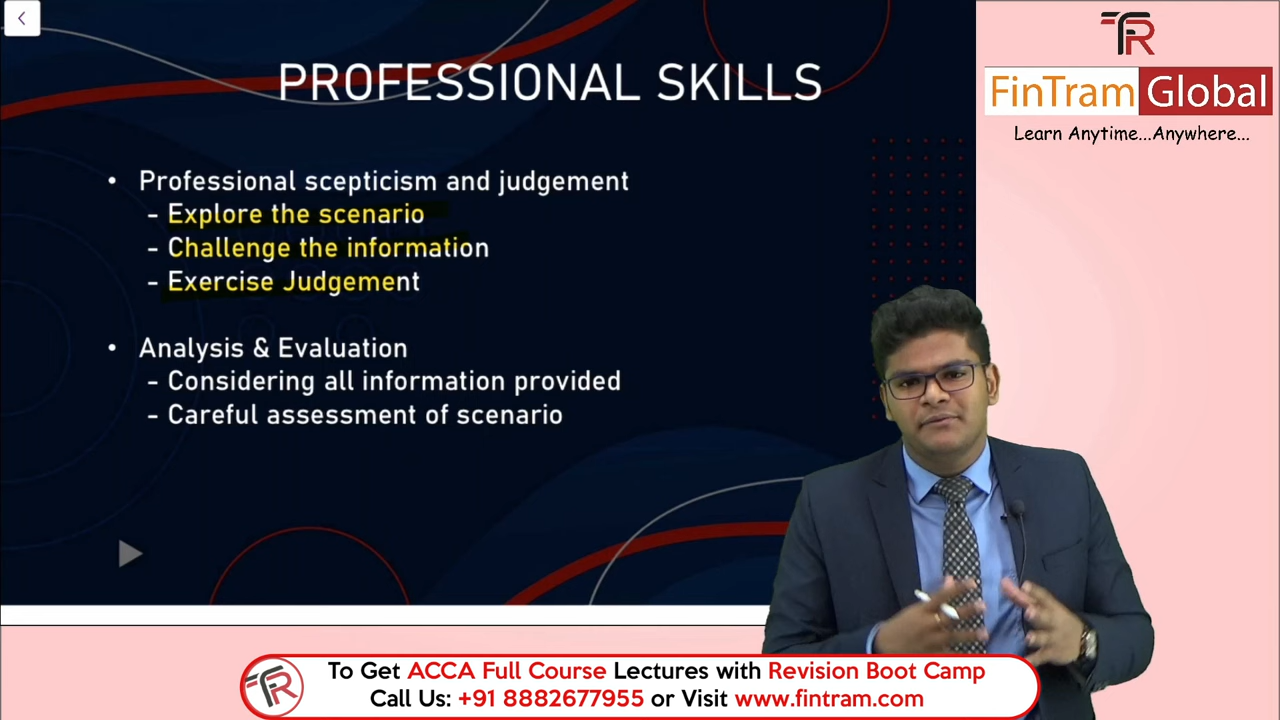 PROFESSIONAL SKILLS
• Professional scepticism and judgement
- Explore the scenario
- Challenge the information
- Exercise Judgement
• Analysis & Evaluation
- Considering all information provided
- Careful assessment of scenario
FinTram Global
Learn Anytime...Anywhere...
To Get ACCA Full Course Lectures with Revision Boot Camp
Call Us: +91 8882677955 or Visit www.fintram.com